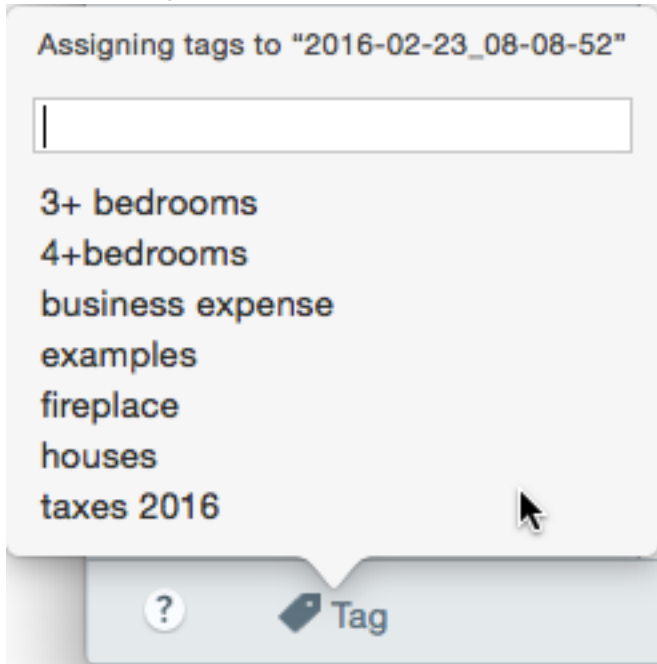 Assigning tags to “2016-02-23_08-08-52”
3+ bedrooms
4+bedrooms
business expense
examples
fireplace
houses
taxes 2016
? Tag